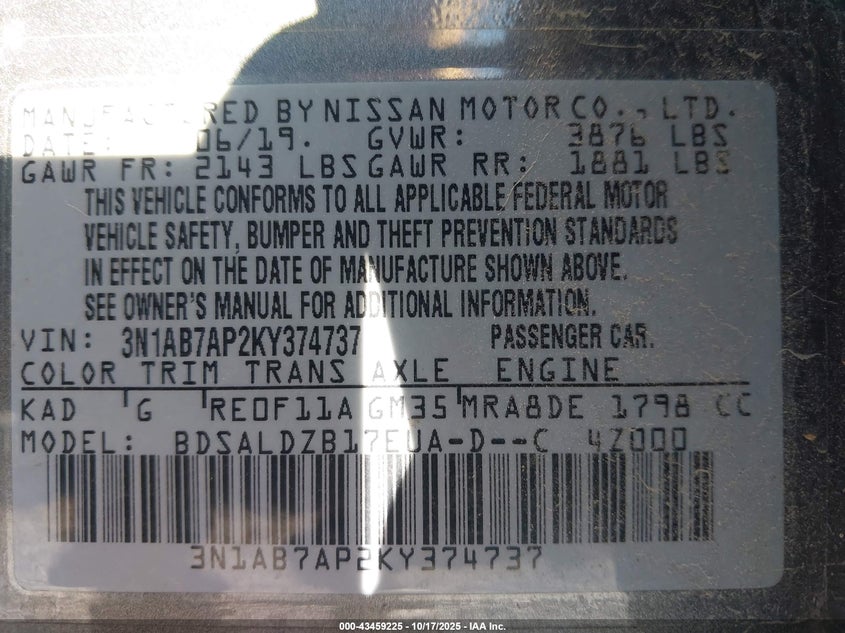 MANUFACTURED BY NISSAN MOTOR CO., LTD.
DATE: 06/19. GVWR: 3876 LBS
GAWR FR: 2143 LBS GAWR RR: 1881 LBS
THIS VEHICLE CONFORMS TO ALL APPLICABLE FEDERAL MOTOR
VEHICLE SAFETY, BUMPER AND THEFT PREVENTION STANDARDS
IN EFFECT ON THE DATE OF MANUFACTURE SHOWN ABOVE.
SEE OWNER'S MANUAL FOR ADDITIONAL INFORMATION.
VIN: 3N1AB7AP2KY374737 PASSENGER CAR.
COLOR TRIM TRANS AXLE ENGINE
KAD G RE0F11A GM35 MRA8DE 1798 CC
MODEL: BDSALDZB17EUA-D--C 4Z000
3N1AB7AP2KY374737
000-43459225 - 10/17/2025 - IAA Inc.